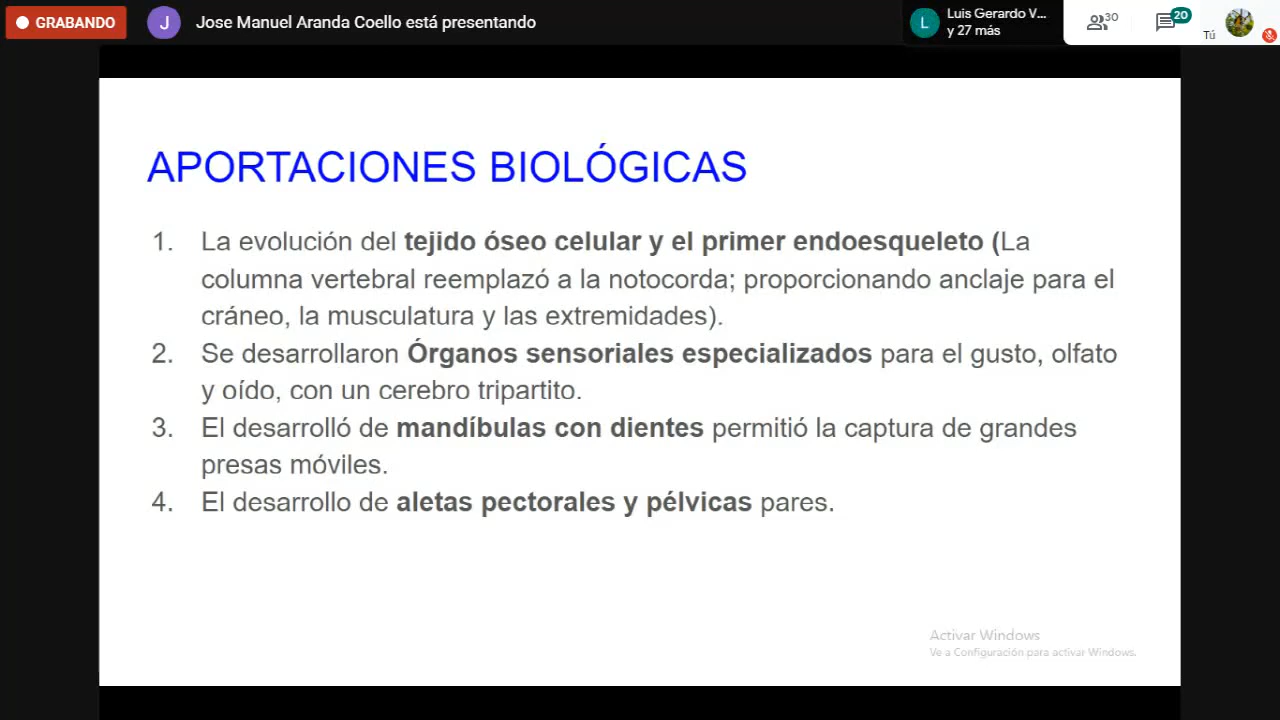 GRABANDO
J
Jose Manuel Aranda Coello está presentando
L
Luis Gerardo V...
y 27 más
30
20
Tú
APORTACIONES BIOLÓGICAS
1. La evolución del tejido óseo celular y el primer endoesqueleto (La
columna vertebral reemplazó a la notocorda; proporcionando anclaje para el
cráneo, la musculatura y las extremidades).
2. Se desarrollaron Órganos sensoriales especializados para el gusto, olfato
y oído, con un cerebro tripartito.
3. El desarrolló de mandíbulas con dientes permitió la captura de grandes
presas móviles.
4. El desarrollo de aletas pectorales y pélvicas pares.
Activar Windows
Ve a Configuración para activar Windows.